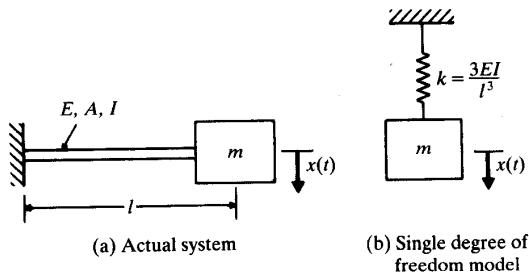 E, A, I
m
x(t)
l
(a) Actual system
k = 3EI/l³
m
x(t)
(b) Single degree of
freedom model